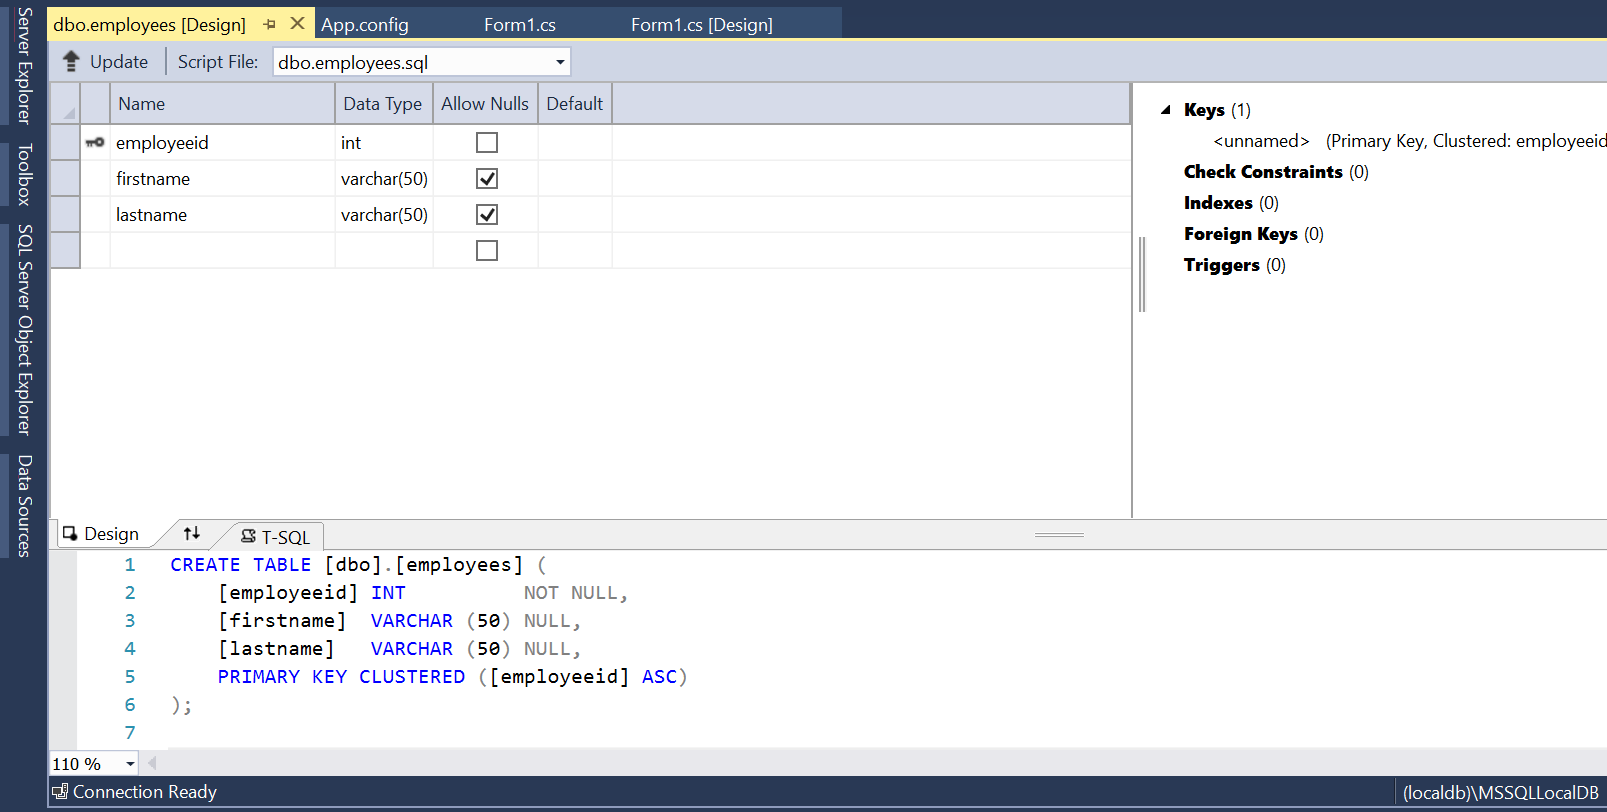 Server Explorer
Toolbox
SQL Server Object Explorer
Data Sources
dbo.employees [Design] App.config Form1.cs Form1.cs [Design]
Update Script File: dbo.employees.sql
Name Data Type Allow Nulls Default
employeeid int
firstname varchar(50)
lastname varchar(50)
Keys (1)
<unnamed> (Primary Key, Clustered: employeeid
Check Constraints (0)
Indexes (0)
Foreign Keys (0)
Triggers (0)
Design T-SQL
1 CREATE TABLE [dbo].[employees] (
2 [employeeid] INT NOT NULL,
3 [firstname] VARCHAR (50) NULL,
4 [lastname] VARCHAR (50) NULL,
5 PRIMARY KEY CLUSTERED ([employeeid] ASC)
6 );
7
110 %
Connection Ready (localdb)\MSSQLLocalDB